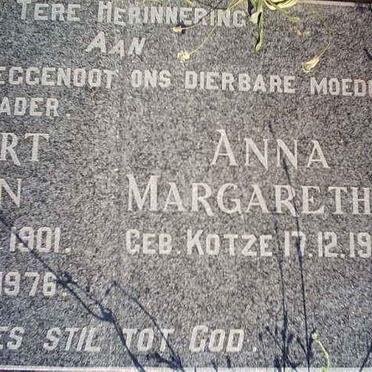 TERE HERINNERING
AAN
EGGENOOT ONS DIERBARE MOED
ADER.
RT ANNA
N MARGARETH
1901. GEB. KOTZE 17.12.19
1976.
ES STIL TOT GOD.